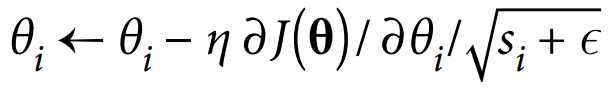 θᵢ ← θᵢ − η ∂J(𝛉)/ ∂θᵢ/√(sᵢ + ϵ)